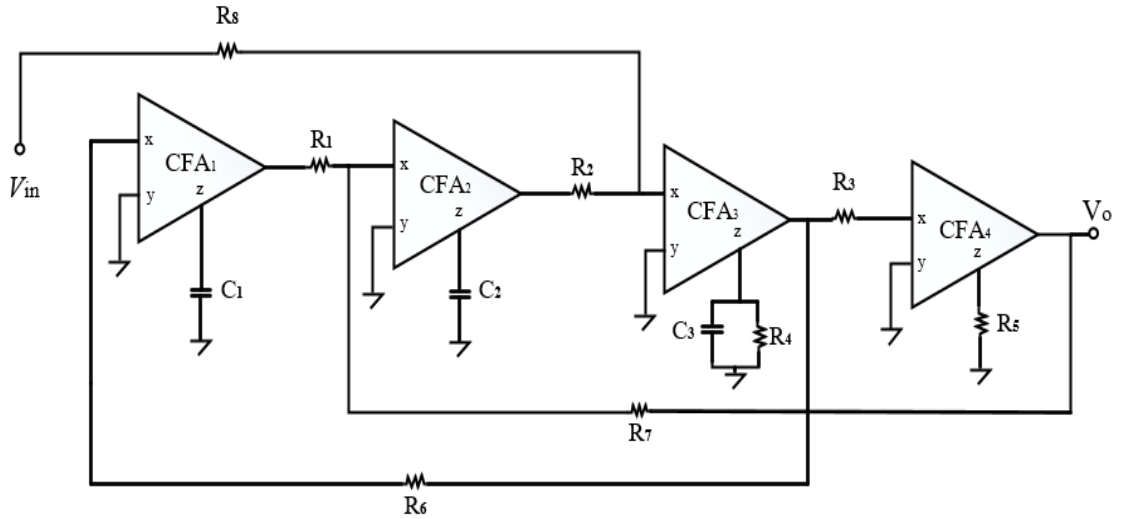 R8
Vin
x
CFA1
y
z
C1
R1
x
CFA2
y
z
C2
R2
x
CFA3
y
z
C3
R4
R3
x
CFA4
y
z
R5
Vo
R7
R6